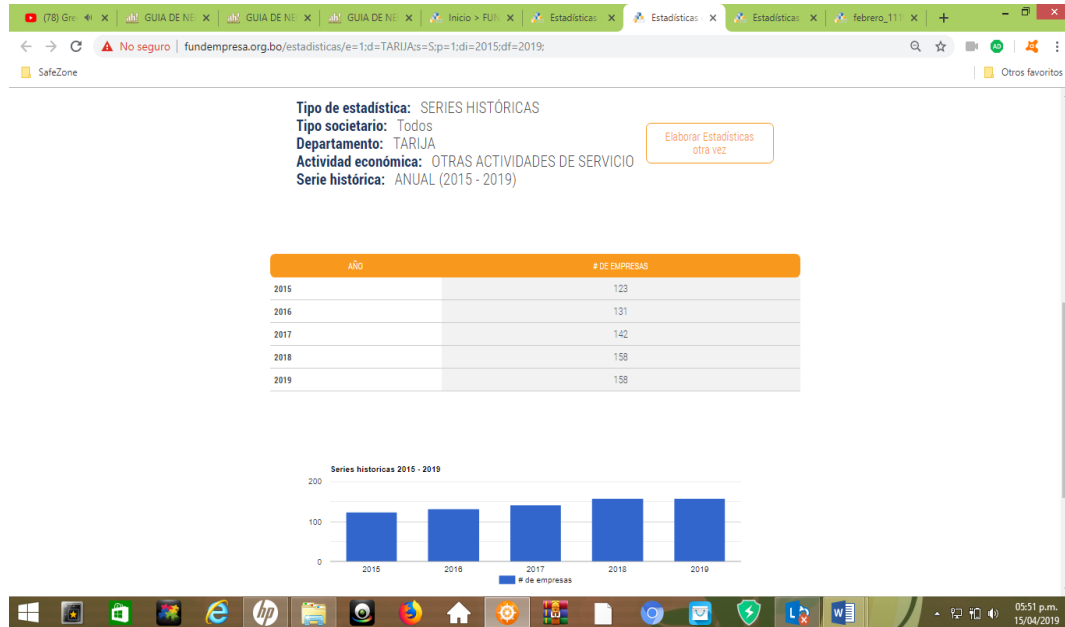 (78) Gre
ah! GUIA DE NE
ah! GUIA DE NE
ah! GUIA DE NE
Inicio > FUN
Estadísticas
Estadísticas
Estadísticas
febrero_111
No seguro | fundempresa.org.bo/estadisticas/e=1;d=TARIJA;s=S;p=1;di=2015;df=2019;
SafeZone
Otros favoritos
Tipo de estadística: SERIES HISTÓRICAS
Tipo societario: Todos
Departamento: TARIJA
Actividad económica: OTRAS ACTIVIDADES DE SERVICIO
Serie histórica: ANUAL (2015 - 2019)
Elaborar Estadísticas
otra vez
AÑO # DE EMPRESAS
2015 123
2016 131
2017 142
2018 158
2019 158
Series historicas 2015 - 2019
200
100
0
2015 2016 2017 2018 2019
# de empresas
05:51 p.m.
15/04/2019